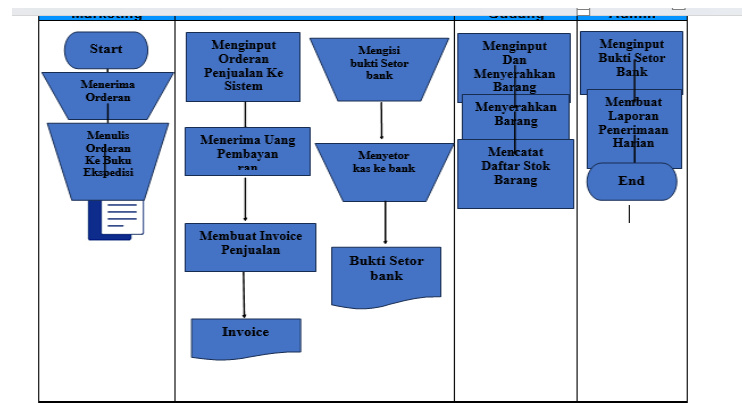 Marketing
Gudang
Admin
Start
Menerima
Orderan
Menulis
Orderan
Ke Buku
Ekspedisi
Menginput
Orderan
Penjualan Ke
Sistem
Menerima Uang
Pembayan
ran
Membuat Invoice
Penjualan
Invoice
Mengisi
bukti Setor
bank
Menyetor
kas ke bank
Bukti Setor
bank
Menginput
Dan
Menyerahkan
Barang
Menyerahkan
Barang
Mencatat
Daftar Stok
Barang
Menginput
Bukti Setor
Bank
Membuat
Laporan
Penerimaan
Harian
End